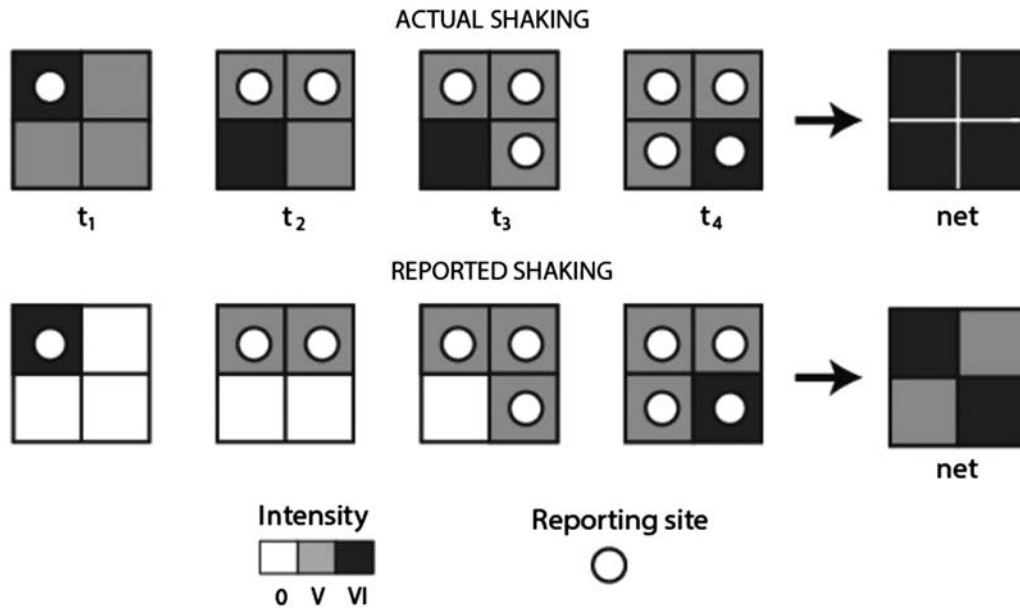 ACTUAL SHAKING
t₁ t₂ t₃ t₄ net
REPORTED SHAKING
net
Intensity
Reporting site
0 V VI